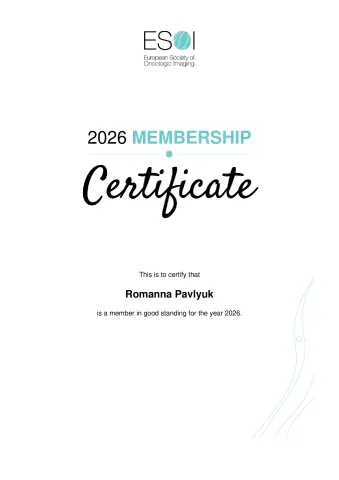 ESOI
European Society of
Oncologic Imaging
2026 MEMBERSHIP
Certificate
This is to certify that
Romanna Pavlyuk
is a member in good standing for the year 2026.